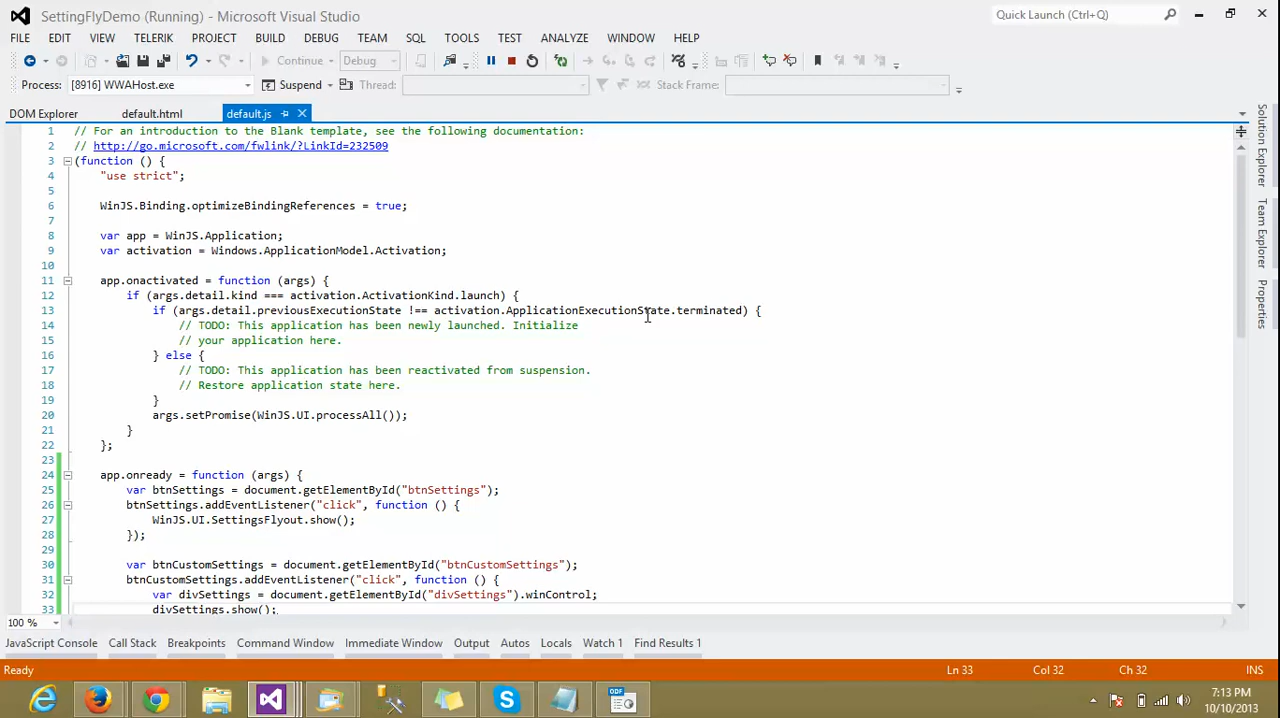 SettingFlyDemo (Running) - Microsoft Visual Studio
Quick Launch (Ctrl+Q)
FILE EDIT VIEW TELERIK PROJECT BUILD DEBUG TEAM SQL TOOLS TEST ANALYZE WINDOW HELP
Continue Debug
Process: [8916] WWAHost.exe Suspend Thread: Stack Frame:
DOM Explorer default.html default.js
1 // For an introduction to the Blank template, see the following documentation:
2 // http://go.microsoft.com/fwlink/?LinkId=232509
3 (function () {
4 "use strict";
5
6 WinJS.Binding.optimizeBindingReferences = true;
7
8 var app = WinJS.Application;
9 var activation = Windows.ApplicationModel.Activation;
10
11 app.onactivated = function (args) {
12 if (args.detail.kind === activation.ActivationKind.launch) {
13 if (args.detail.previousExecutionState !== activation.ApplicationExecutionState.terminated) {
14 // TODO: This application has been newly launched. Initialize
15 // your application here.
16 } else {
17 // TODO: This application has been reactivated from suspension.
18 // Restore application state here.
19 }
20 args.setPromise(WinJS.UI.processAll());
21 }
22 };
23
24 app.onready = function (args) {
25 var btnSettings = document.getElementById("btnSettings");
26 btnSettings.addEventListener("click", function () {
27 WinJS.UI.SettingsFlyout.show();
28 });
29
30 var btnCustomSettings = document.getElementById("btnCustomSettings");
31 btnCustomSettings.addEventListener("click", function () {
32 var divSettings = document.getElementById("divSettings").winControl;
33 divSettings.show();
100 %
Solution Explorer
Team Explorer
Properties
JavaScript Console Call Stack Breakpoints Command Window Immediate Window Output Autos Locals Watch 1 Find Results 1
Ready Ln 33 Col 32 Ch 32 INS
ODF
7:13 PM
10/10/2013